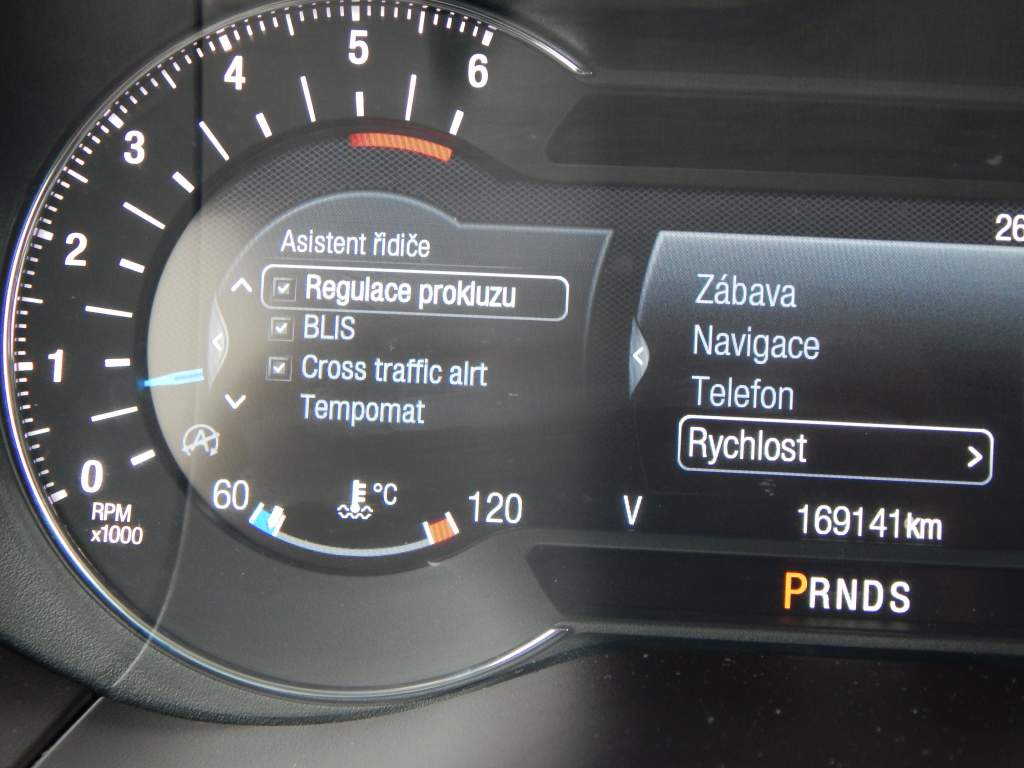 5
4
6
3
2
1
0
RPM
x1000
Asistent řidiče
Regulace prokluzu
BLIS
Cross traffic alrt
Tempomat
60
°C
120
26
Zábava
Navigace
Telefon
Rychlost >
V
169141km
PRNDS